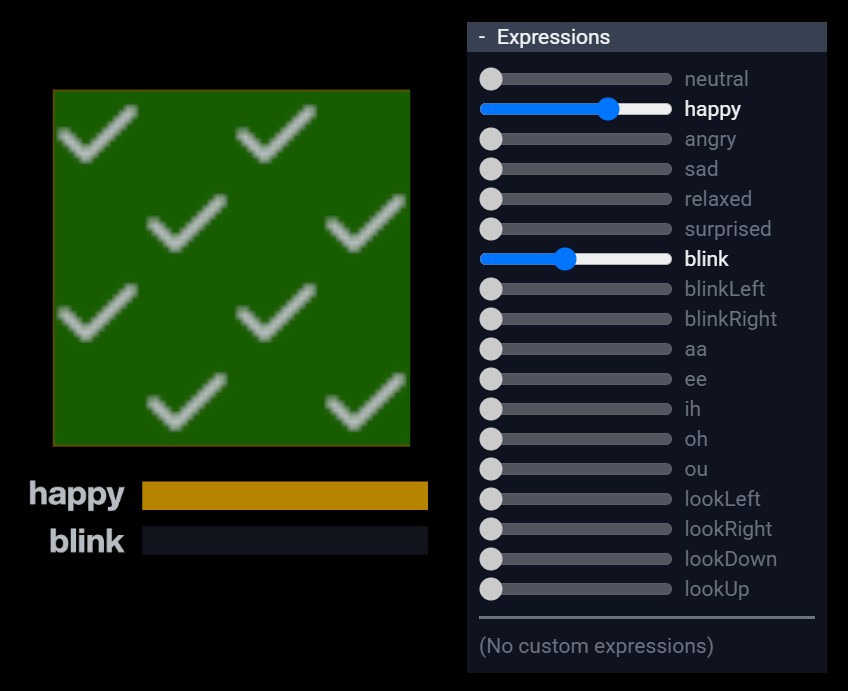 happy
blink
- Expressions
neutral
happy
angry
sad
relaxed
surprised
blink
blinkLeft
blinkRight
aa
ee
ih
oh
ou
lookLeft
lookRight
lookDown
lookUp
(No custom expressions)